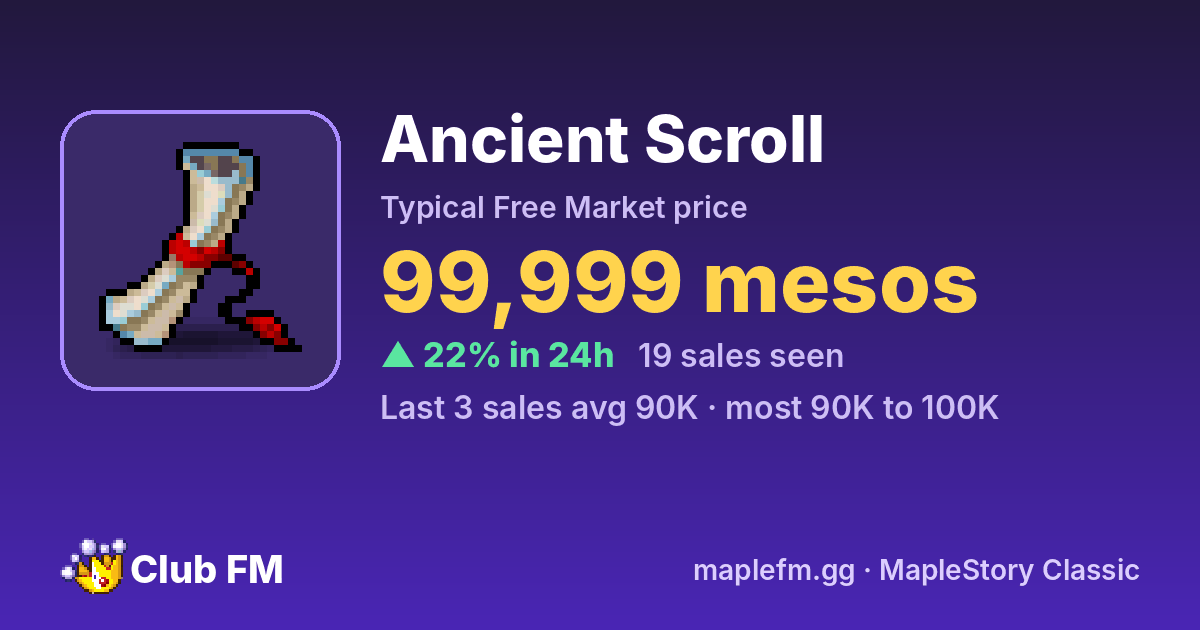 Ancient Scroll
Typical Free Market price
99,999 mesos
▲ 22% in 24h 19 sales seen
Last 3 sales avg 90K · most 90K to 100K
Club FM
maplefm.gg · MapleStory Classic